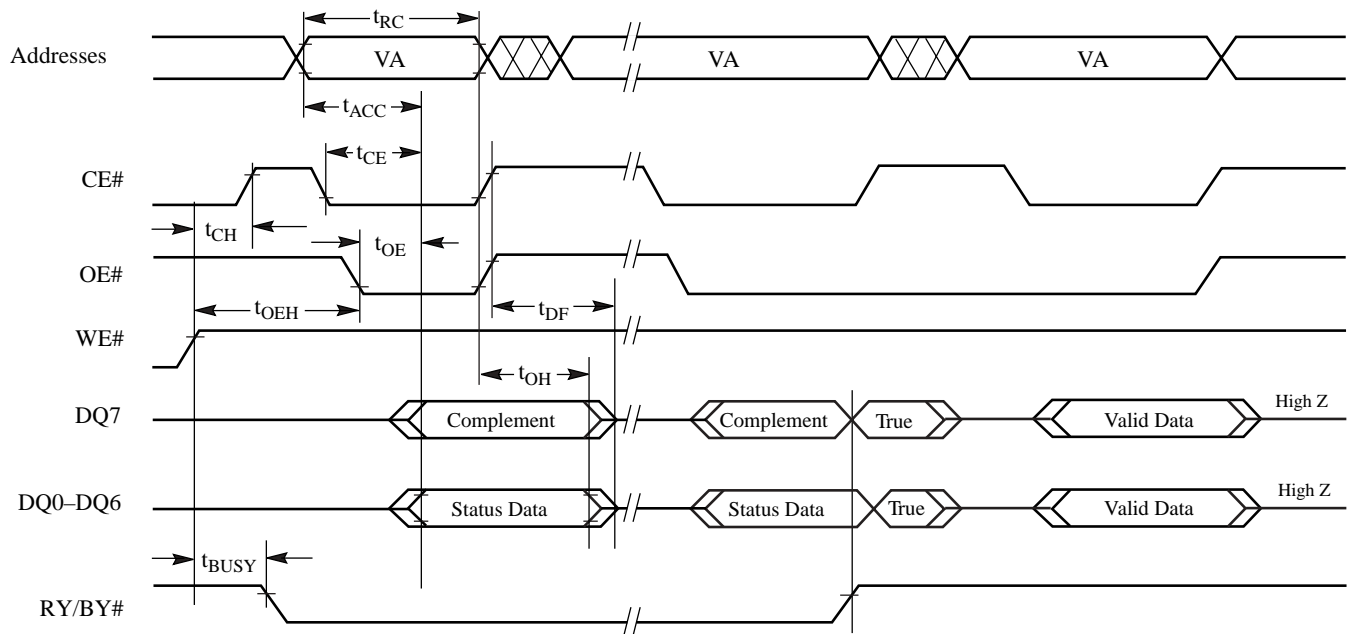 tRC
Addresses VA VA VA
tACC
tCE
CE#
tCH tOE
OE#
tOEH tDF
WE#
tOH
DQ7 Complement Complement True Valid Data High Z
DQ0–DQ6 Status Data Status Data True Valid Data High Z
tBUSY
RY/BY#